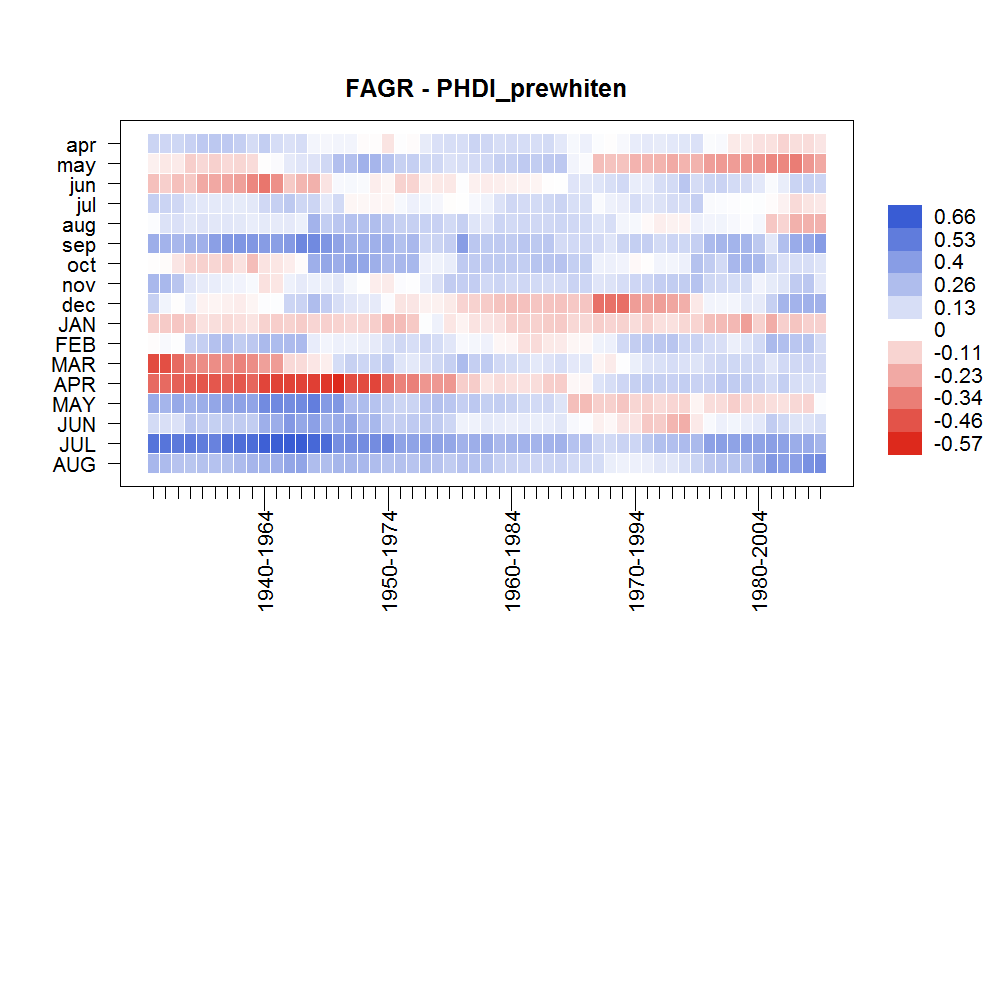 FAGR - PHDI_prewhiten
apr
may
jun
jul
aug
sep
oct
nov
dec
JAN
FEB
MAR
APR
MAY
JUN
JUL
AUG
1940-1964
1950-1974
1960-1984
1970-1994
1980-2004
0.66
0.53
0.4
0.26
0.13
0
-0.11
-0.23
-0.34
-0.46
-0.57